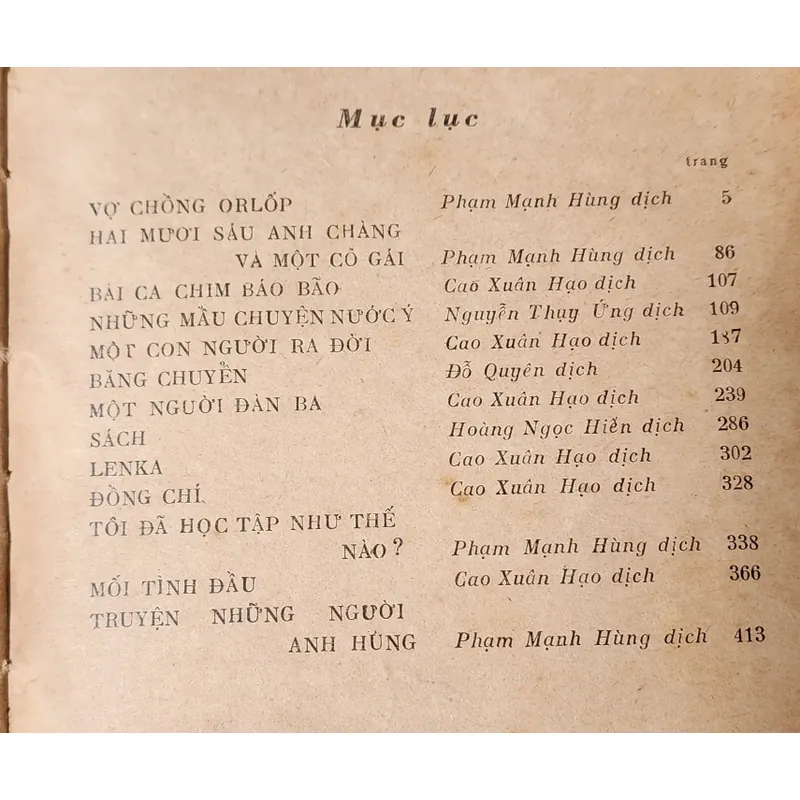 Mục lục
trang
VỢ CHỒNG ORLỐP Phạm Mạnh Hùng dịch 5
HAI MƯƠI SÁU ANH CHÀNG
VÀ MỘT CÔ GÁI Phạm Mạnh Hùng dịch 86
BÀI CA CHIM BÁO BÃO Cao Xuân Hạo dịch 107
NHỮNG MẨU CHUYỆN NƯỚC Ý Nguyễn Thụy Ứng dịch 109
MỘT CON NGƯỜI RA ĐỜI Cao Xuân Hạo dịch 187
BĂNG CHUYỂN Đỗ Quyên dịch 204
MỘT NGƯỜI ĐÀN BA Cao Xuân Hạo dịch 239
SÁCH Hoàng Ngọc Hiến dịch 286
LENKA Cao Xuân Hạo dịch 302
ĐỒNG CHÍ Cao Xuân Hạo dịch 328
TÔI ĐÃ HỌC TẬP NHƯ THẾ
NÀO? Phạm Mạnh Hùng dịch 338
MỐI TÌNH ĐẦU Cao Xuân Hạo dịch 366
TRUYỆN NHỮNG NGƯỜI
ANH HÙNG Phạm Mạnh Hùng dịch 413